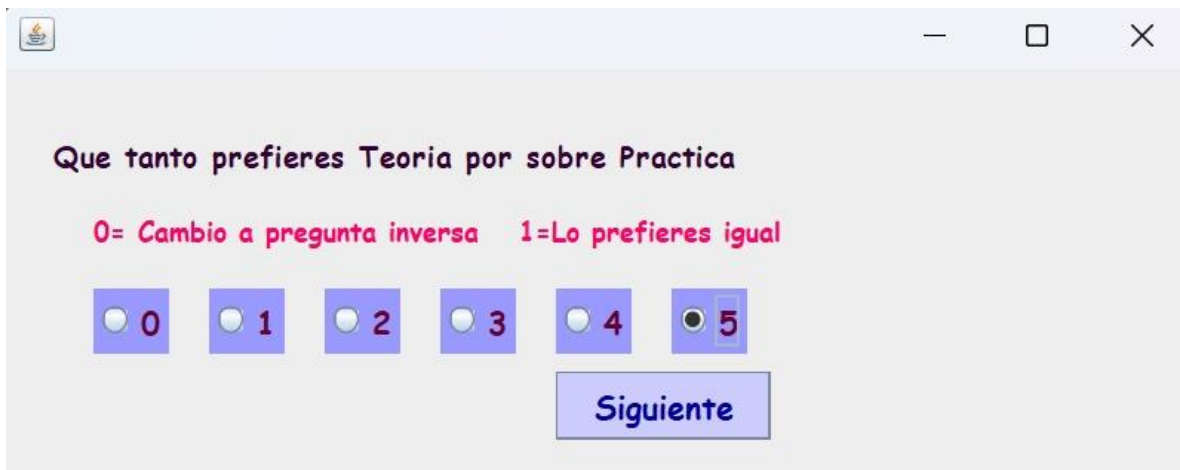 Que tanto prefieres Teoria por sobre Practica
0= Cambio a pregunta inversa 1=Lo prefieres igual
0 1 2 3 4 5
Siguiente